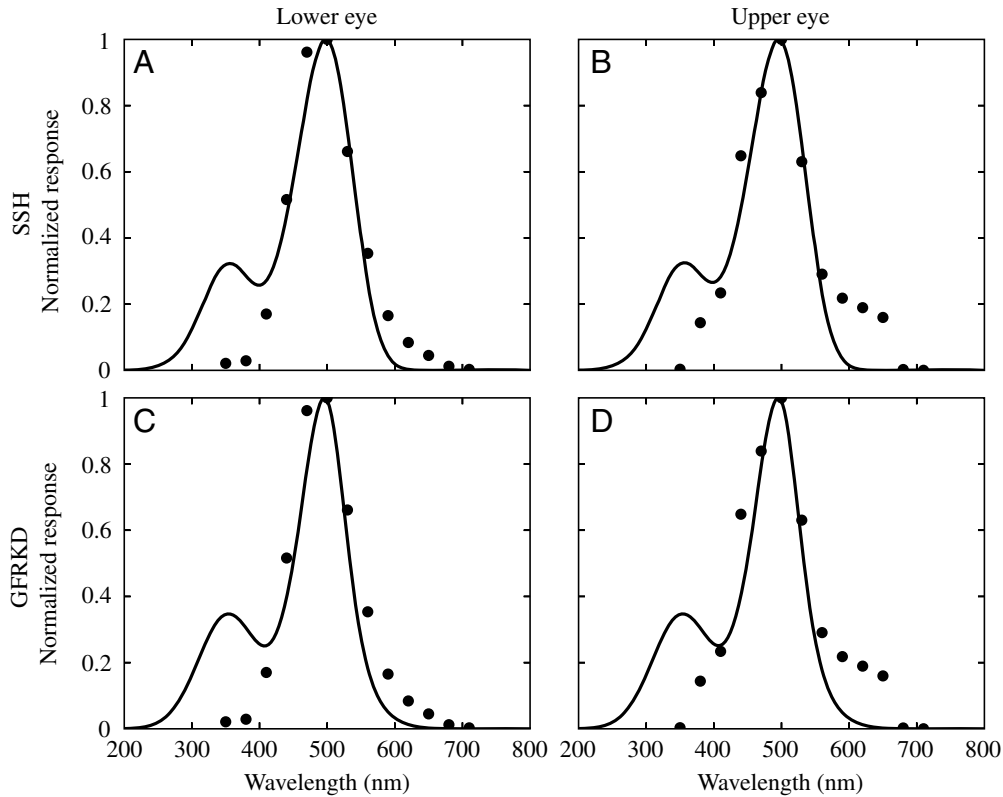 Lower eye
Upper eye
A
B
SSH
Normalized response
1
0.8
0.6
0.4
0.2
0
C
D
GFRKD
Normalized response
1
0.8
0.6
0.4
0.2
0
200 300 400 500 600 700 800
200 300 400 500 600 700 800
Wavelength (nm)
Wavelength (nm)